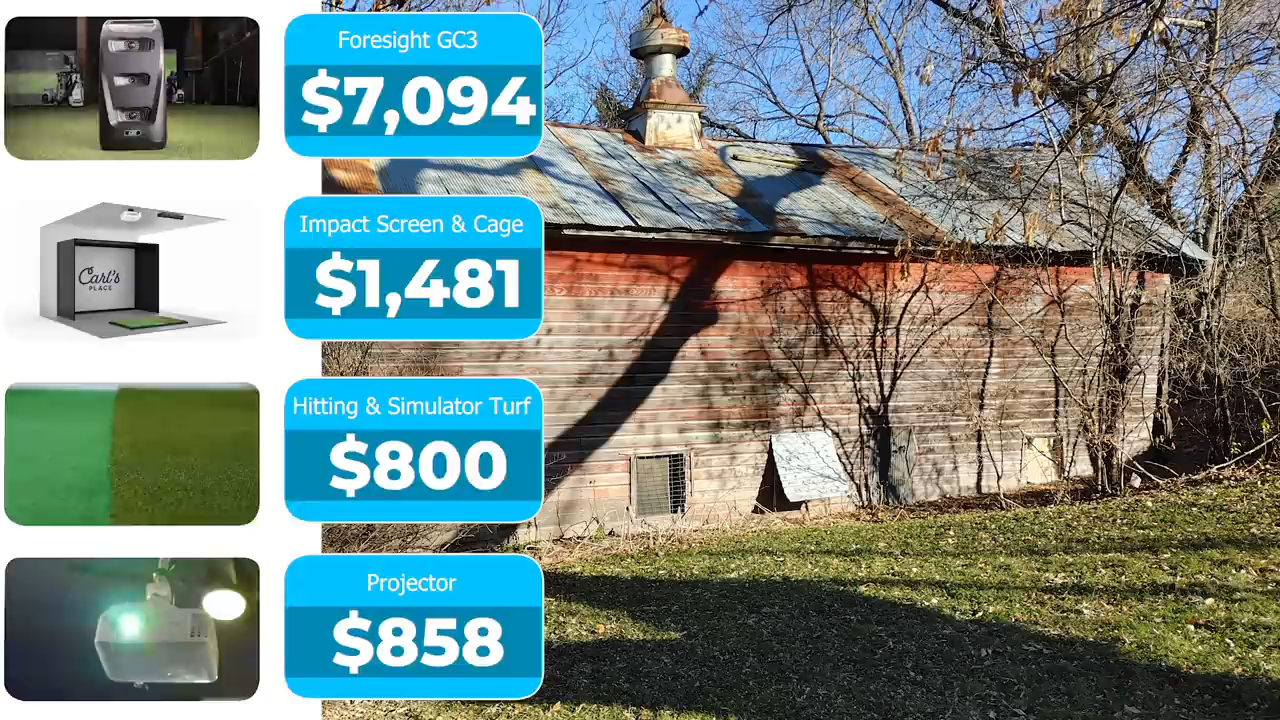 Foresight GC3
$7,094
Impact Screen & Cage
$1,481
Carl's
PLACE
Hitting & Simulator Turf
$800
Projector
$858